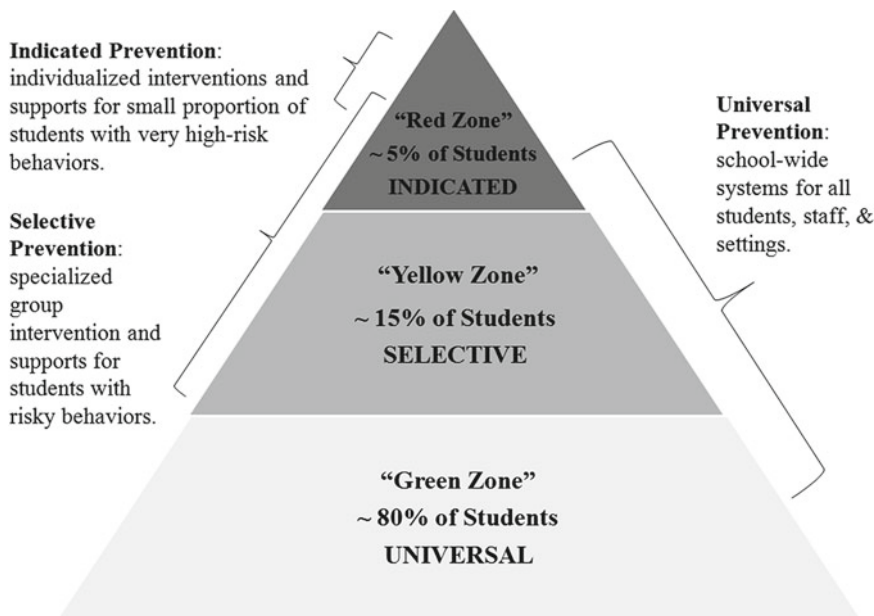 Indicated Prevention:
individualized interventions and
supports for small proportion of
students with very high-risk
behaviors.
Selective
Prevention:
specialized
group
intervention and
supports for
students with
risky behaviors.
“Red Zone”
~ 5% of Students
INDICATED
“Yellow Zone”
~ 15% of Students
SELECTIVE
“Green Zone”
~ 80% of Students
UNIVERSAL
Universal
Prevention:
school-wide
systems for all
students, staff, &
settings.